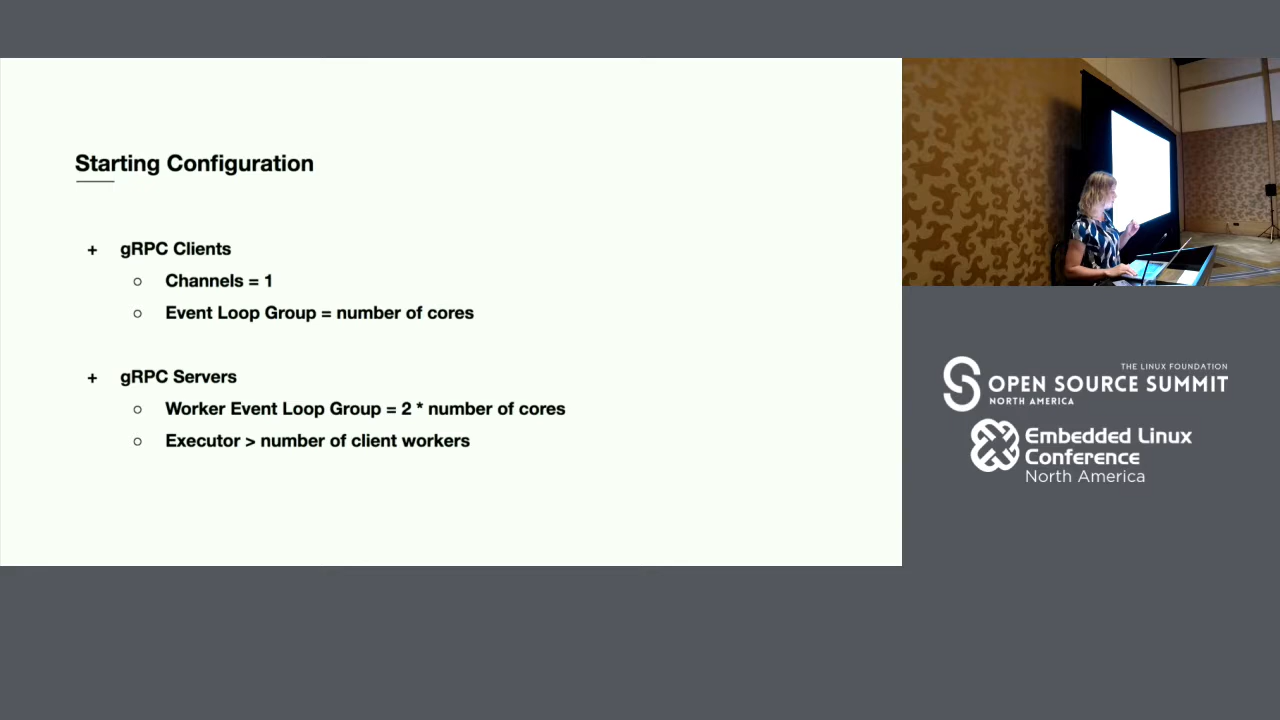 Starting Configuration
+ gRPC Clients
○ Channels = 1
○ Event Loop Group = number of cores
+ gRPC Servers
○ Worker Event Loop Group = 2 * number of cores
○ Executor > number of client workers
THE LINUX FOUNDATION
OPEN SOURCE SUMMIT
NORTH AMERICA
Embedded Linux
Conference
North America